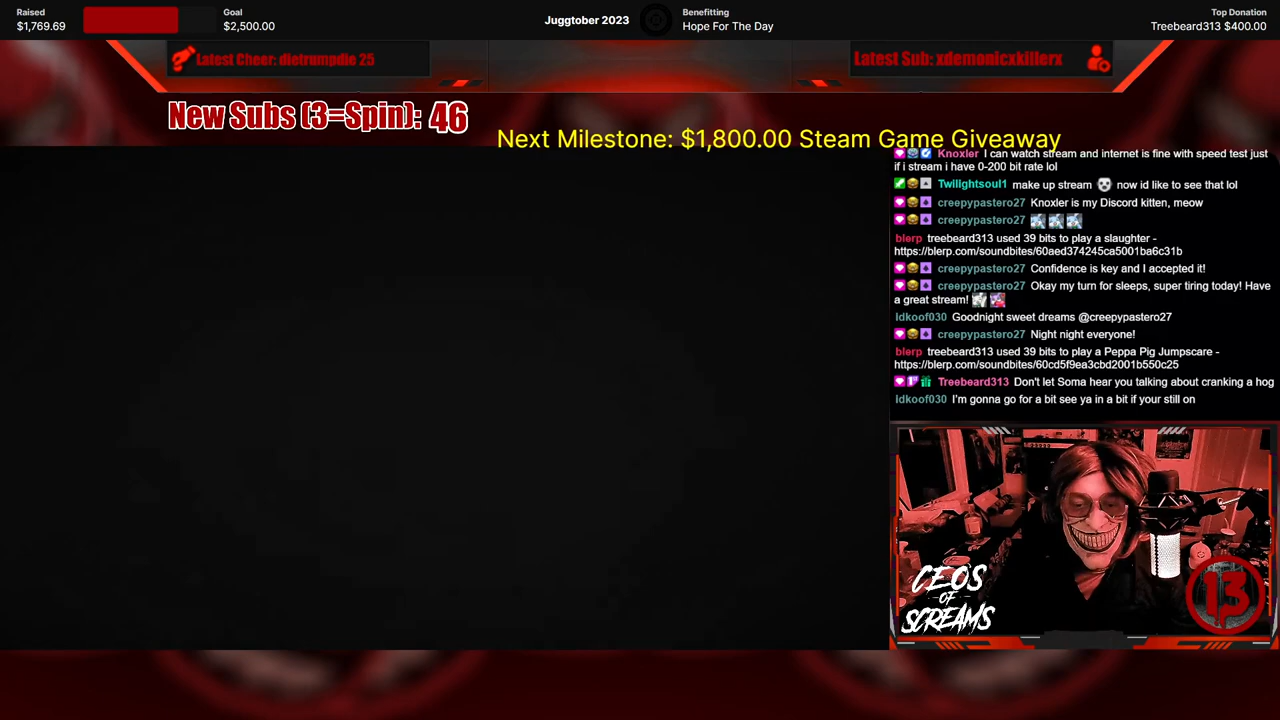 Raised
$1,769.69
Goal
$2,500.00
Juggtober 2023
Benefitting
Hope For The Day
Top Donation
Treebeard313 $400.00
Latest Cheer: dietrumpdie 25
Latest Sub: xdemonicxkillerx
New Subs (3=Spin): 46
Next Milestone: $1,800.00 Steam Game Giveaway
Knoxler I can watch stream and internet is fine with speed test just
if i stream i have 0-200 bit rate lol
Twilightsoul1 make up stream now id like to see that lol
creepypastero27 Knoxler is my Discord kitten, meow
creepypastero27
blerp treebeard313 used 39 bits to play a slaughter -
https://blerp.com/soundbites/60aed374245ca5001ba6c31b
creepypastero27 Confidence is key and I accepted it!
creepypastero27 Okay my turn for sleeps, super tiring today! Have
a great stream!
Idkoof030 Goodnight sweet dreams @creepypastero27
creepypastero27 Night night everyone!
blerp treebeard313 used 39 bits to play a Peppa Pig Jumpscare -
https://blerp.com/soundbites/60cd5f9ea3cbd2001b550c25
Treebeard313 Don't let Soma hear you talking about cranking a hog
Idkoof030 I'm gonna go for a bit see ya in a bit if your still on
CEOS
OF
SCREAMS
13